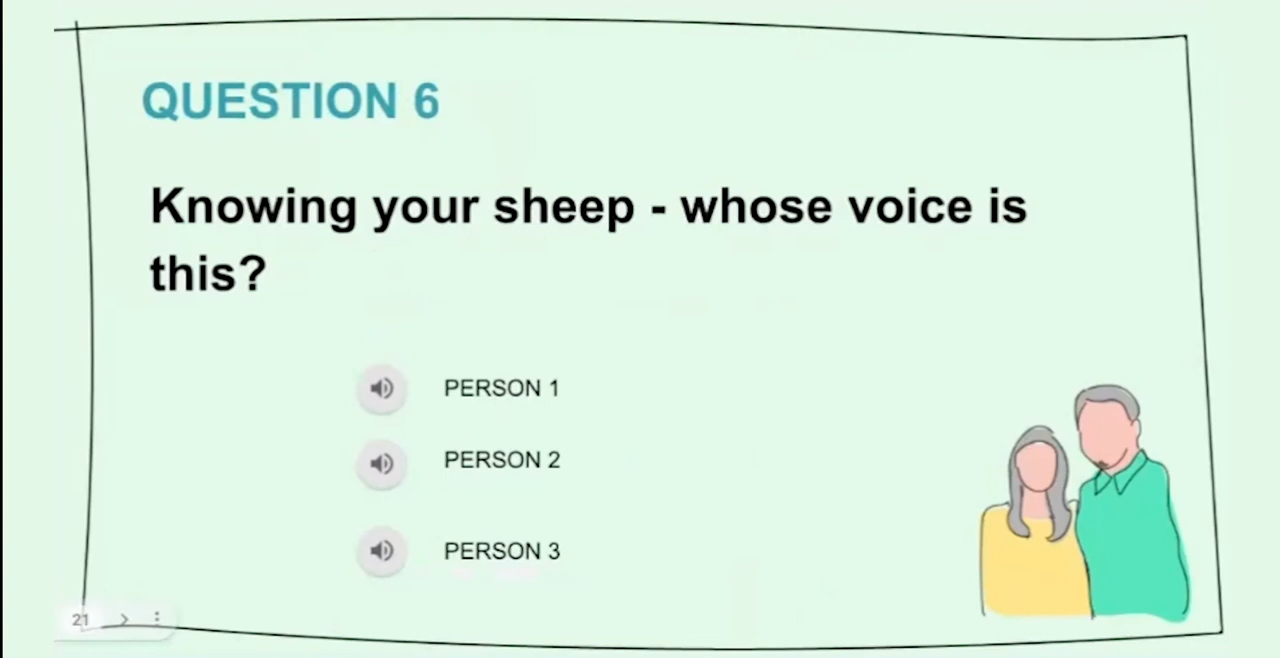 QUESTION 6
Knowing your sheep - whose voice is
this?
PERSON 1
PERSON 2
PERSON 3
21